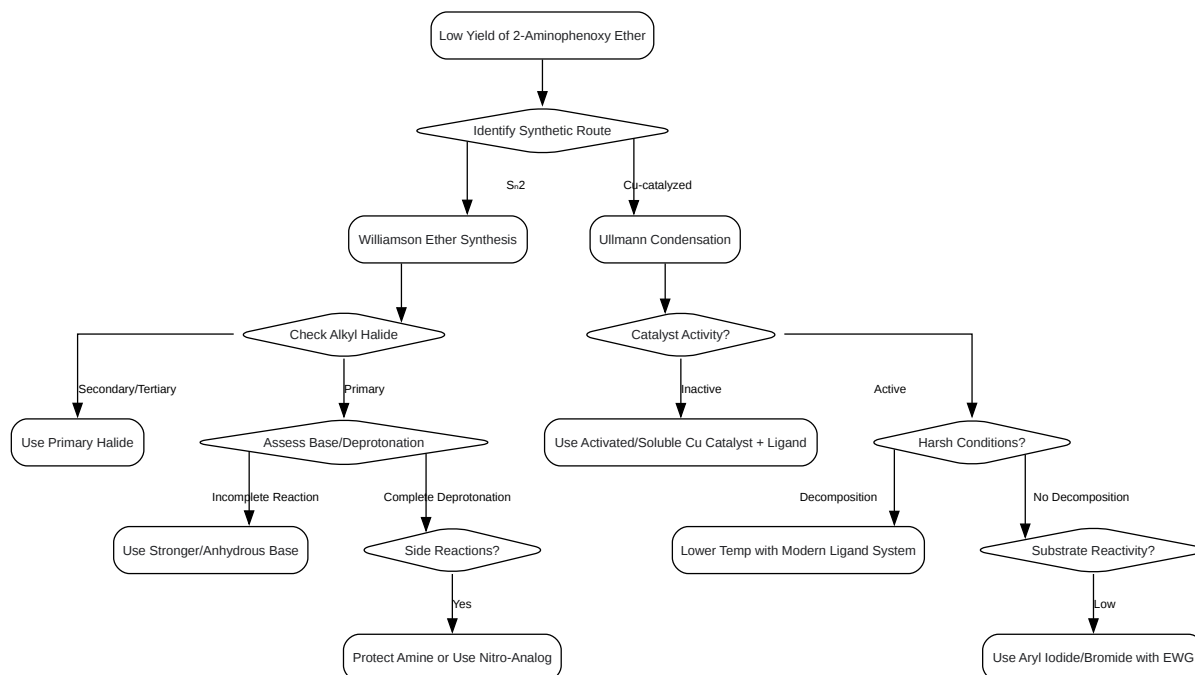 Low Yield of 2-Aminophenoxy Ether
Identify Synthetic Route
Sₙ2
Cu-catalyzed
Williamson Ether Synthesis
Ullmann Condensation
Check Alkyl Halide
Catalyst Activity?
Secondary/Tertiary
Primary
Inactive
Active
Use Primary Halide
Assess Base/Deprotonation
Use Activated/Soluble Cu Catalyst + Ligand
Harsh Conditions?
Incomplete Reaction
Complete Deprotonation
Decomposition
No Decomposition
Use Stronger/Anhydrous Base
Side Reactions?
Lower Temp with Modern Ligand System
Substrate Reactivity?
Yes
Low
Protect Amine or Use Nitro-Analog
Use Aryl Iodide/Bromide with EWG